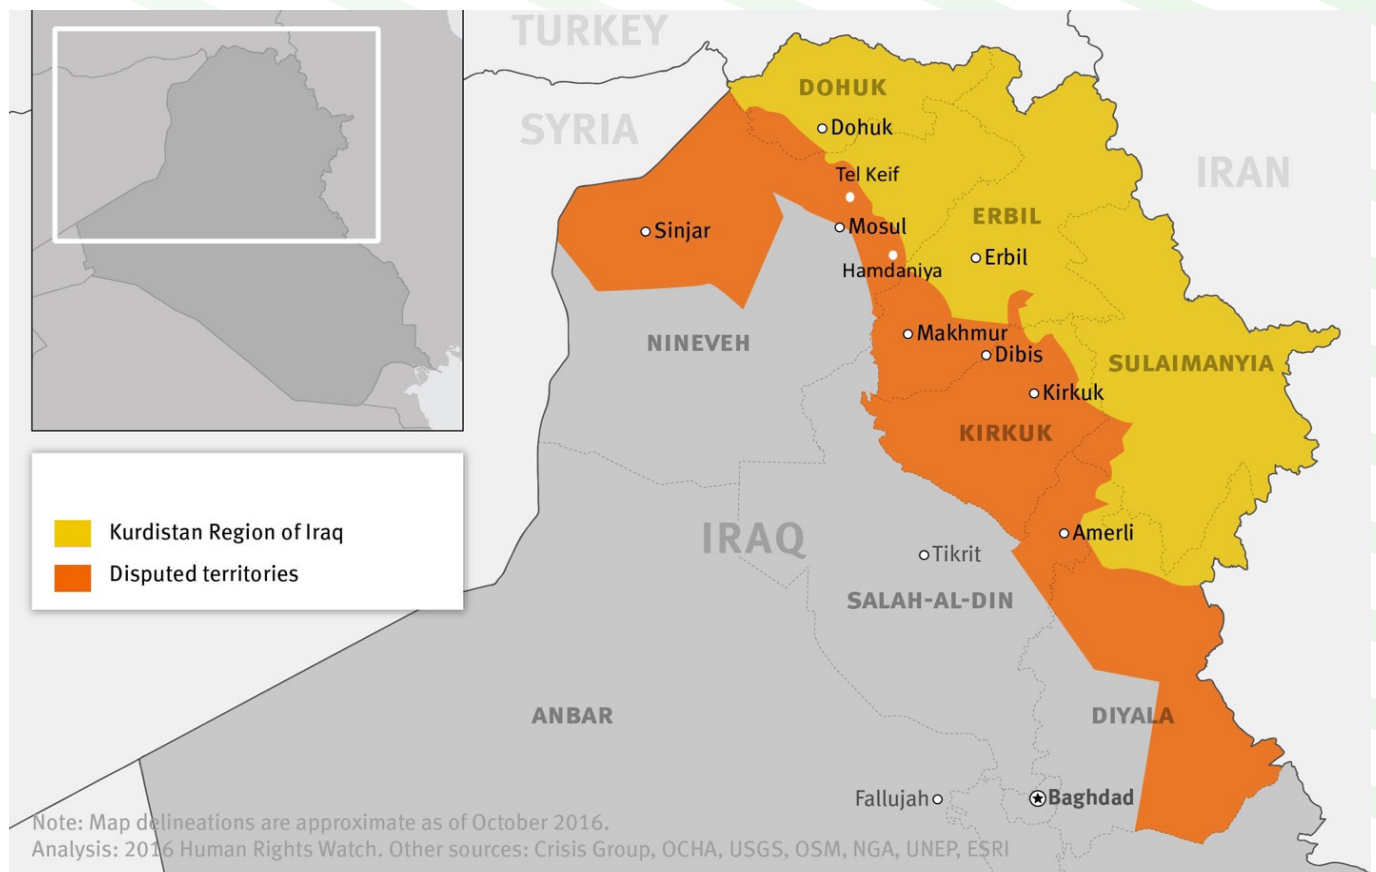 TURKEY
SYRIA
IRAN
DOHUK
Dohuk
Tel Keif
ERBIL
Sinjar
Mosul
Erbil
Hamdaniya
NINEVEH
Makhmur
Dibis
SULAIMANYIA
Kirkuk
KIRKUK
Kurdistan Region of Iraq
Disputed territories
IRAQ
Amerli
Tikrit
SALAH-AL-DIN
ANBAR
DIYALA
Fallujah
Baghdad
Note: Map delineations are approximate as of October 2016.
Analysis: 2016 Human Rights Watch. Other sources: Crisis Group, OCHA, USGS, OSM, NGA, UNEP, ESRI